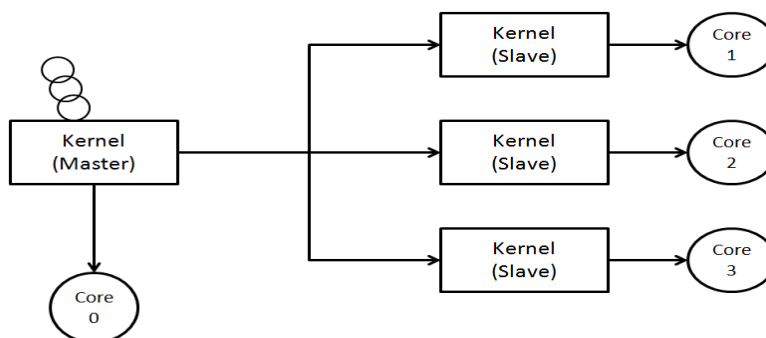 Kernel
(Slave)
Core
1
Kernel
(Master)
Kernel
(Slave)
Core
2
Kernel
(Slave)
Core
3
Core
0